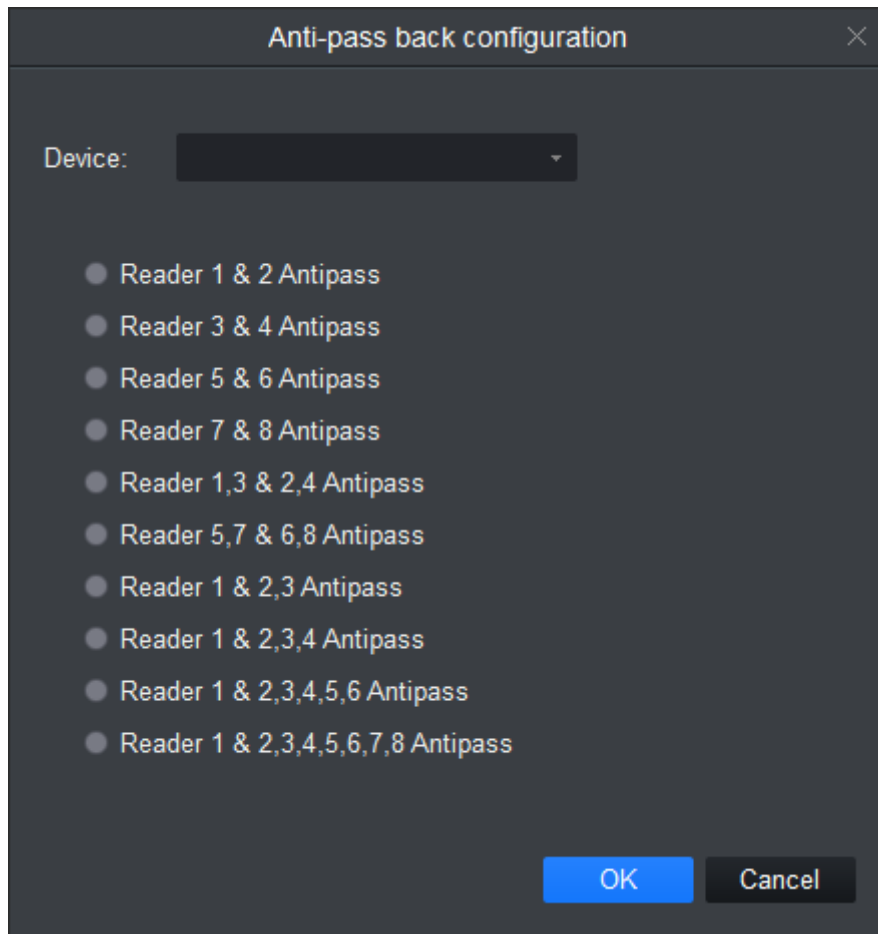 Anti-pass back configuration
Device:
Reader 1 & 2 Antipass
Reader 3 & 4 Antipass
Reader 5 & 6 Antipass
Reader 7 & 8 Antipass
Reader 1,3 & 2,4 Antipass
Reader 5,7 & 6,8 Antipass
Reader 1 & 2,3 Antipass
Reader 1 & 2,3,4 Antipass
Reader 1 & 2,3,4,5,6 Antipass
Reader 1 & 2,3,4,5,6,7,8 Antipass
OK Cancel